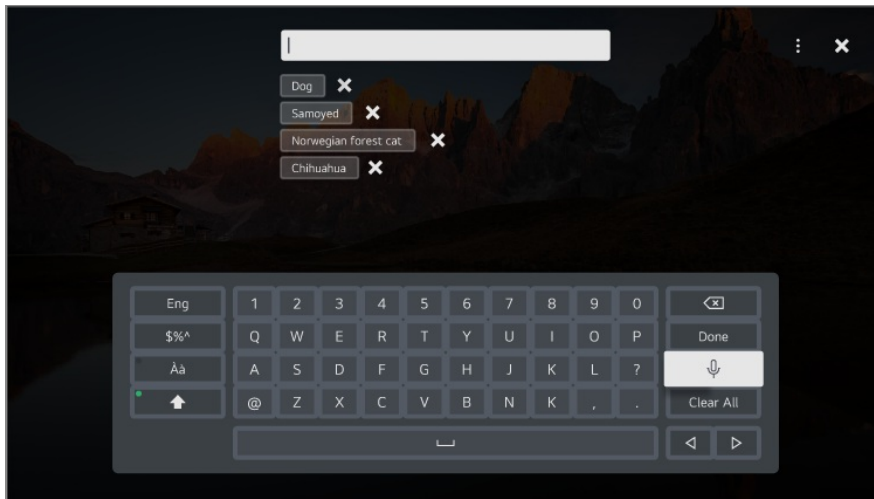 Dog
Samoyed
Norwegian forest cat
Chihuahua
Eng 1 2 3 4 5 6 7 8 9 0
$%^ Q W E R T Y U I O P Done
Àà A S D F G H J K L ?
@ Z X C V B N K , . Clear All